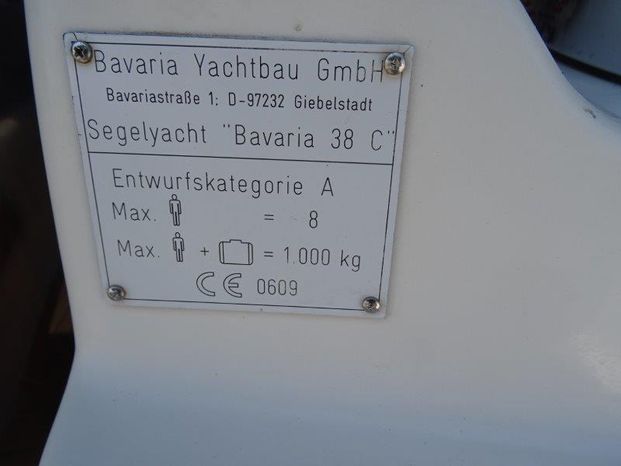 Bavaria Yachtbau GmbH
Bavariastraße 1: D-97232 Giebelstadt
Segelyacht "Bavaria 38 C"
Entwurfskategorie A
Max. = 8
Max. + = 1.000 kg
CE 0609